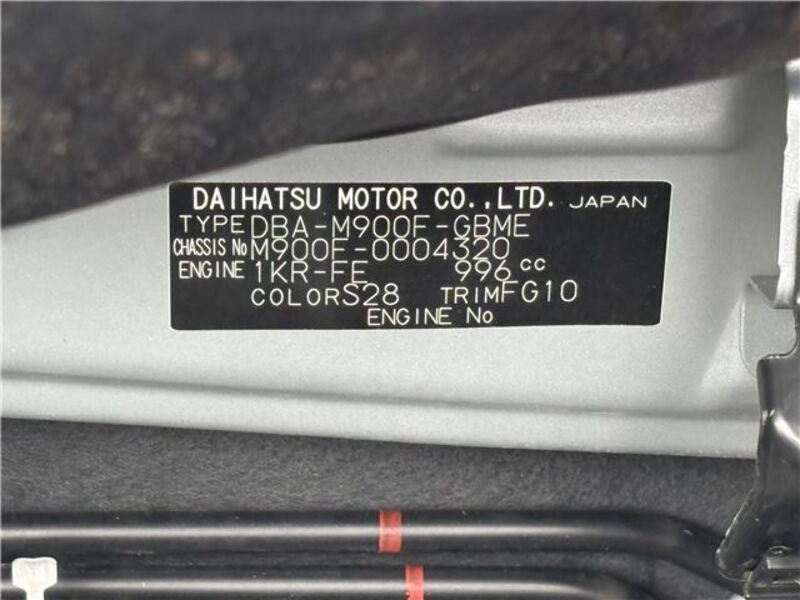 DAIHATSU MOTOR CO.,LTD. JAPAN
TYPE DBA-M900F-GBME
CHASSIS No M900F-0004320
ENGINE 1KR-FE 996 cc
COLOR S28 TRIM FG10
ENGINE No